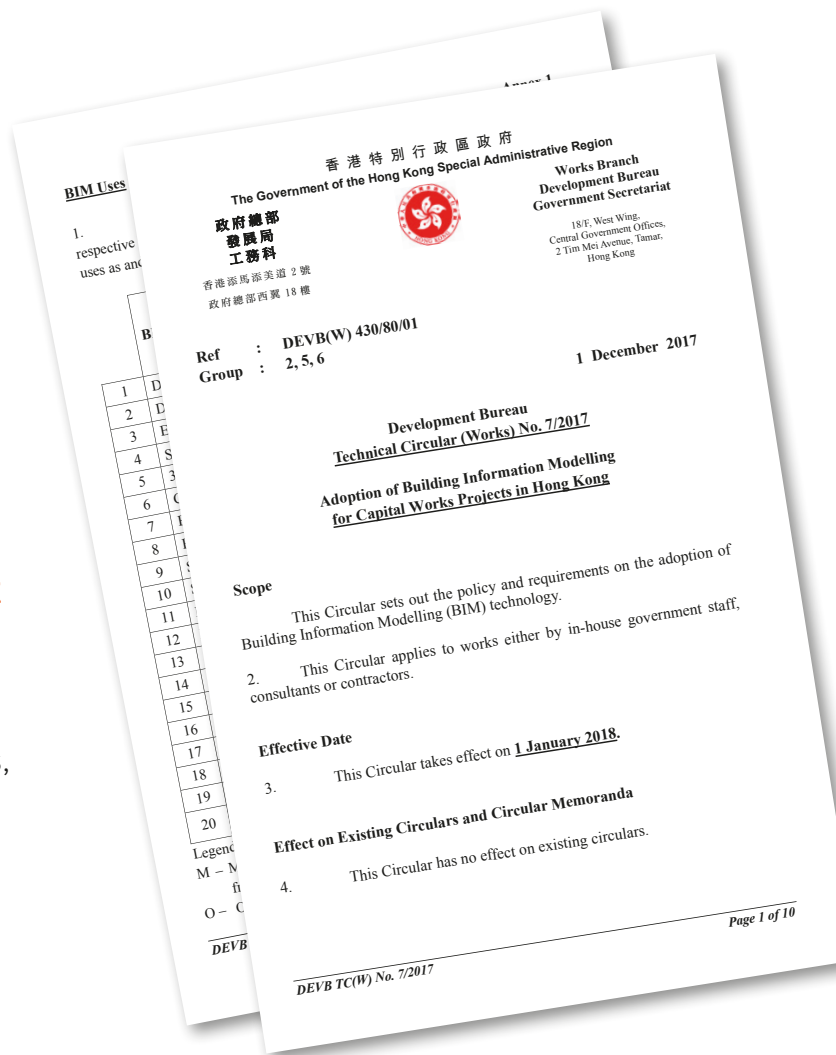 香港特別行政區政府
The Government of the Hong Kong Special Administrative Region
政府總部
發展局
工務科
香港添馬添美道 2 號
政府總部西翼 18 樓
HONG KONG
Works Branch
Development Bureau
Government Secretariat
18/F, West Wing,
Central Government Offices,
2 Tim Mei Avenue, Tamar,
Hong Kong
Ref : DEVB(W) 430/80/01
Group : 2, 5, 6
1 December 2017
Development Bureau
Technical Circular (Works) No. 7/2017
Adoption of Building Information Modelling
for Capital Works Projects in Hong Kong
Scope
This Circular sets out the policy and requirements on the adoption of
Building Information Modelling (BIM) technology.
2. This Circular applies to works either by in-house government staff,
consultants or contractors.
Effective Date
3. This Circular takes effect on 1 January 2018.
Effect on Existing Circulars and Circular Memoranda
4. This Circular has no effect on existing circulars.
Page 1 of 10
DEVB TC(W) No. 7/2017
Annex 1
BIM Uses
1.
respective
uses as and
B
1 D
2 D
3 E
4 S
5 3
6 C
7
8
9 S
10
11
12
13
14
15
16
17
18
19
20
Legend
M – M
fr
O – O
DEVB